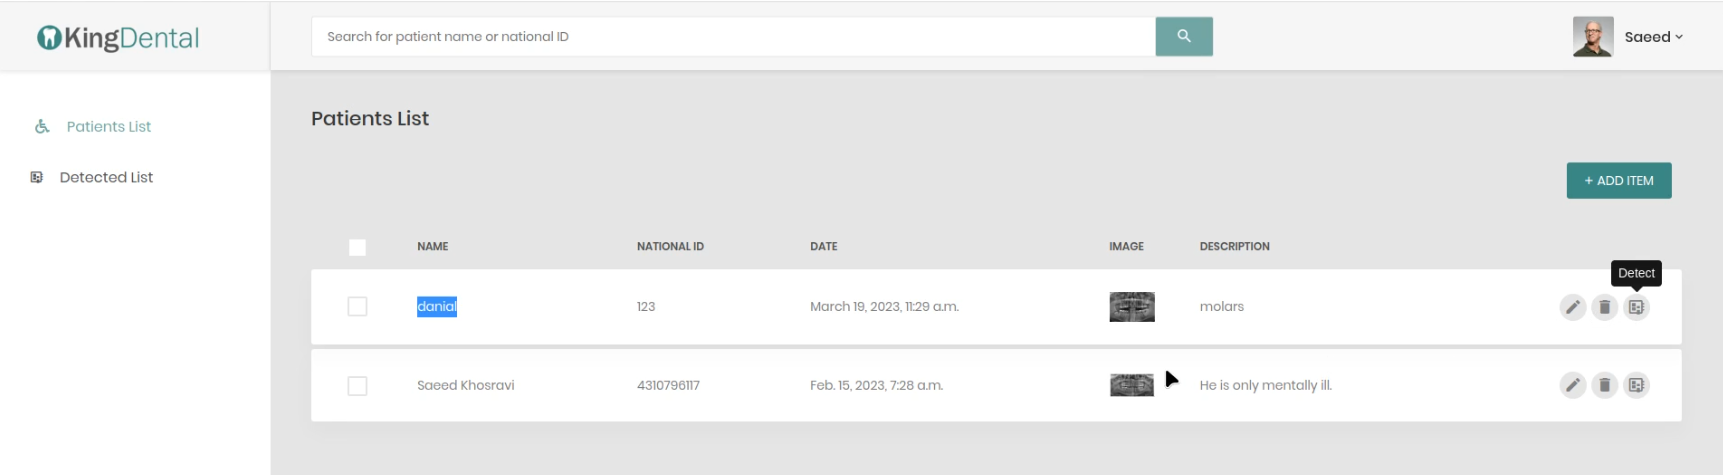 KingDental
Search for patient name or national ID
Saeed
Patients List
Detected List
Patients List
+ ADD ITEM
NAME NATIONAL ID DATE IMAGE DESCRIPTION
Detect
danial 123 March 19, 2023, 11:29 a.m. molars
Saeed Khosravi 4310796117 Feb. 15, 2023, 7:28 a.m. He is only mentally ill.